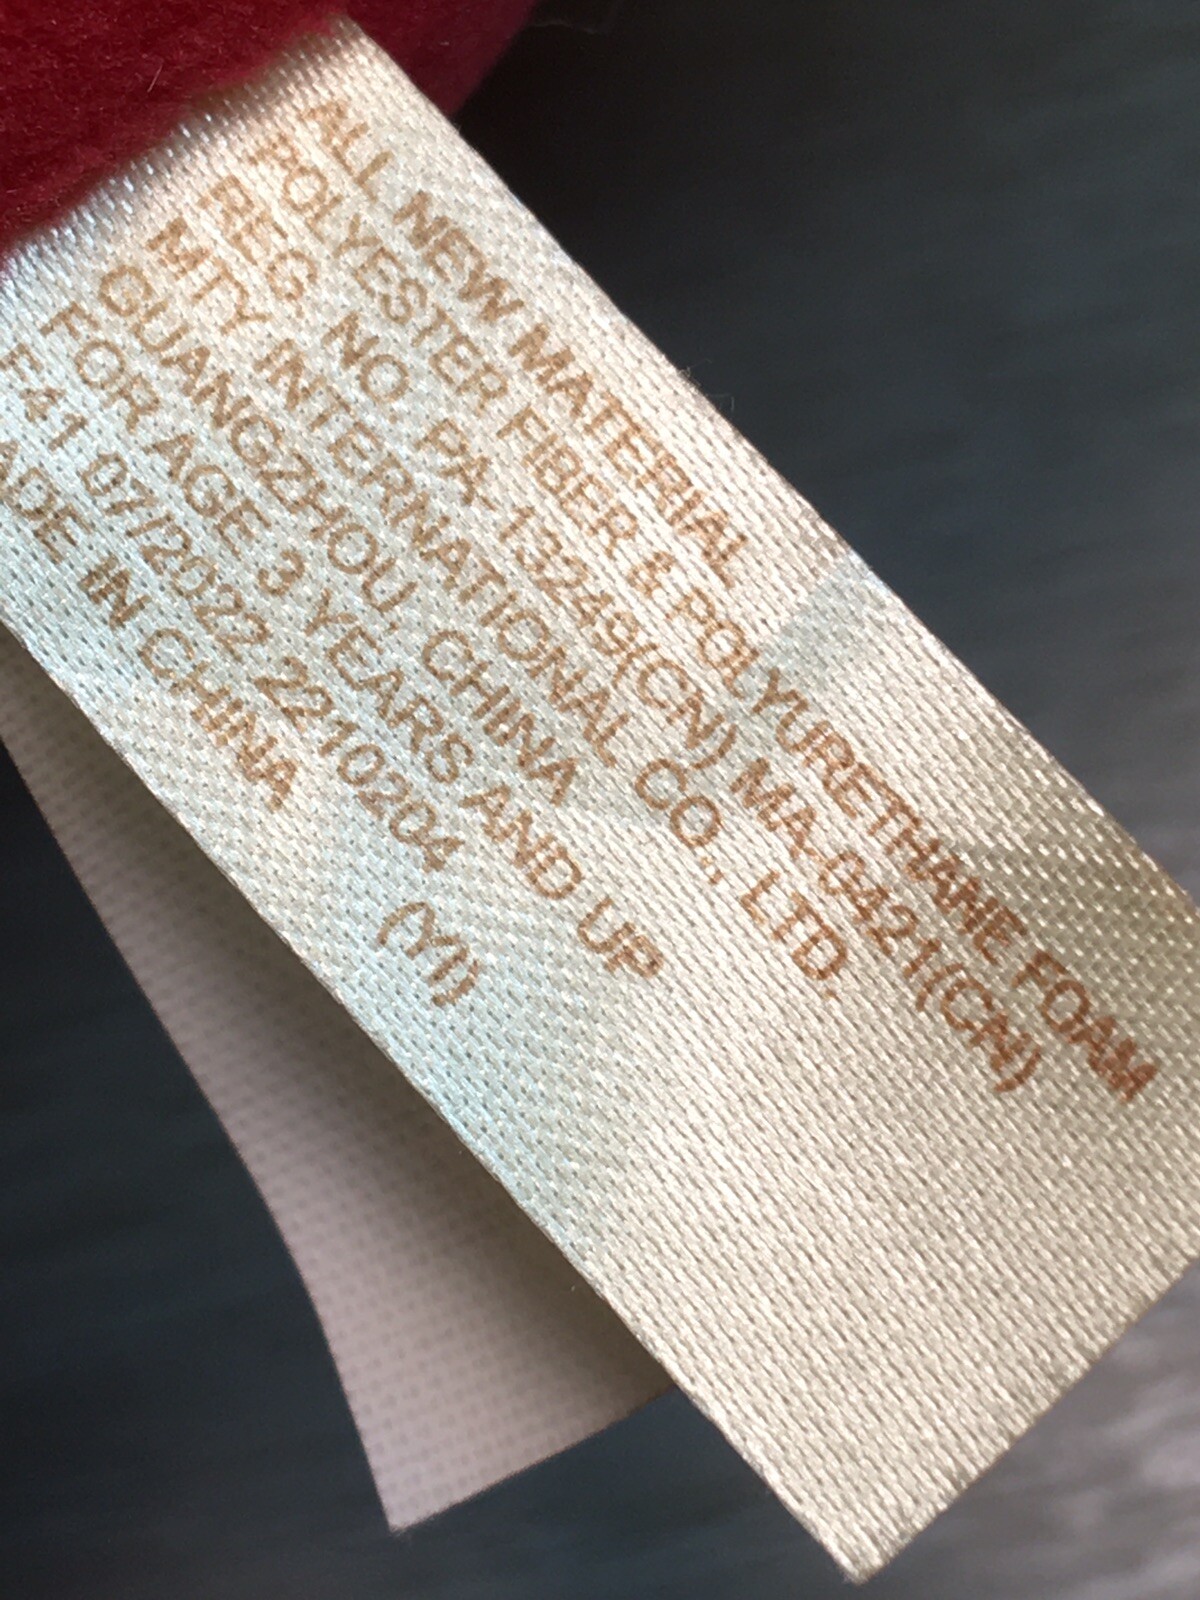 ALL NEW MATERIAL
POLYESTER FIBER & POLYURETHANE FOAM
REG. NO. PA-13249(CN) MA-0421(CN)
MTY INTERNATIONAL CO., LTD.
GUANGZHOU, CHINA
FOR AGE 3 YEARS AND UP
F41 07/2022 22102D4 (YI)
ADE IN CHINA